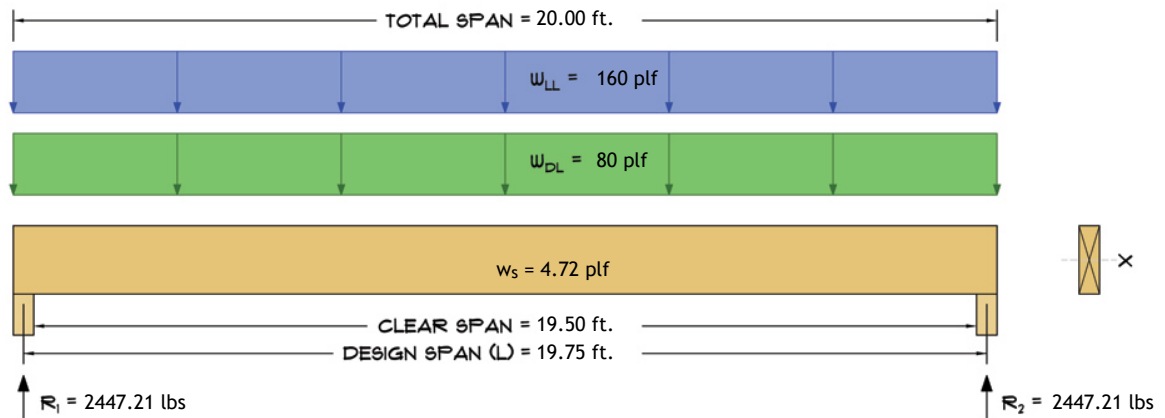 TOTAL SPAN = 20.00 ft.
wLL = 160 plf
wDL = 80 plf
ws = 4.72 plf
X
CLEAR SPAN = 19.50 ft.
DESIGN SPAN (L) = 19.75 ft.
R1 = 2447.21 lbs
R2 = 2447.21 lbs